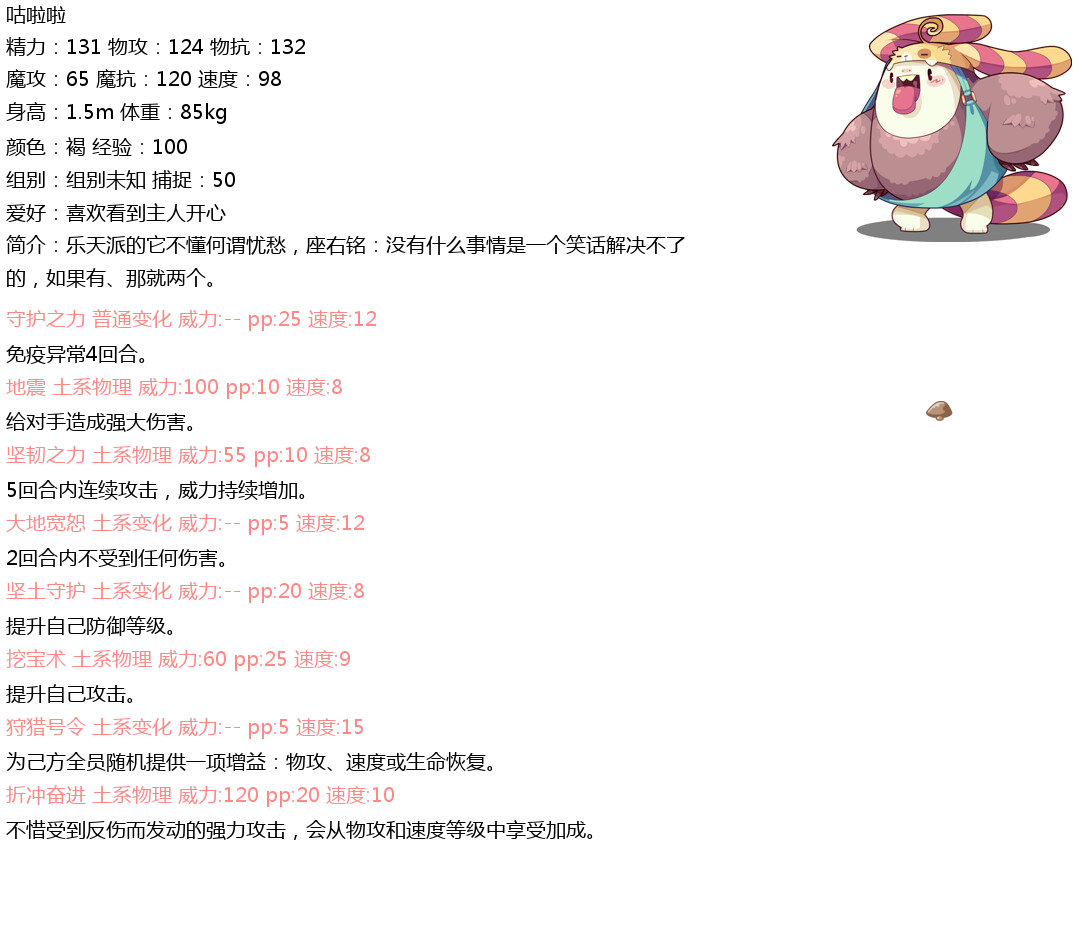 咕啦啦
精力：131 物攻：124 物抗：132
魔攻：65 魔抗：120 速度：98
身高：1.5m 体重：85kg
颜色：褐 经验：100
组别：组别未知 捕捉：50
爱好：喜欢看到主人开心
简介：乐天派的它不懂何谓忧愁，座右铭：没有什么事情是一个笑话解决不了
的，如果有、那就两个。
守护之力 普通变化 威力:-- pp:25 速度:12
免疫异常4回合。
地震 土系物理 威力:100 pp:10 速度:8
给对手造成强大伤害。
坚韧之力 土系物理 威力:55 pp:10 速度:8
5回合内连续攻击，威力持续增加。
大地宽恕 土系变化 威力:-- pp:5 速度:12
2回合内不受到任何伤害。
坚土守护 土系变化 威力:-- pp:20 速度:8
提升自己防御等级。
挖宝术 土系物理 威力:60 pp:25 速度:9
提升自己攻击。
狩猎号令 土系变化 威力:-- pp:5 速度:15
为己方全员随机提供一项增益：物攻、速度或生命恢复。
折冲奋进 土系物理 威力:120 pp:20 速度:10
不惜受到反伤而发动的强力攻击，会从物攻和速度等级中享受加成。